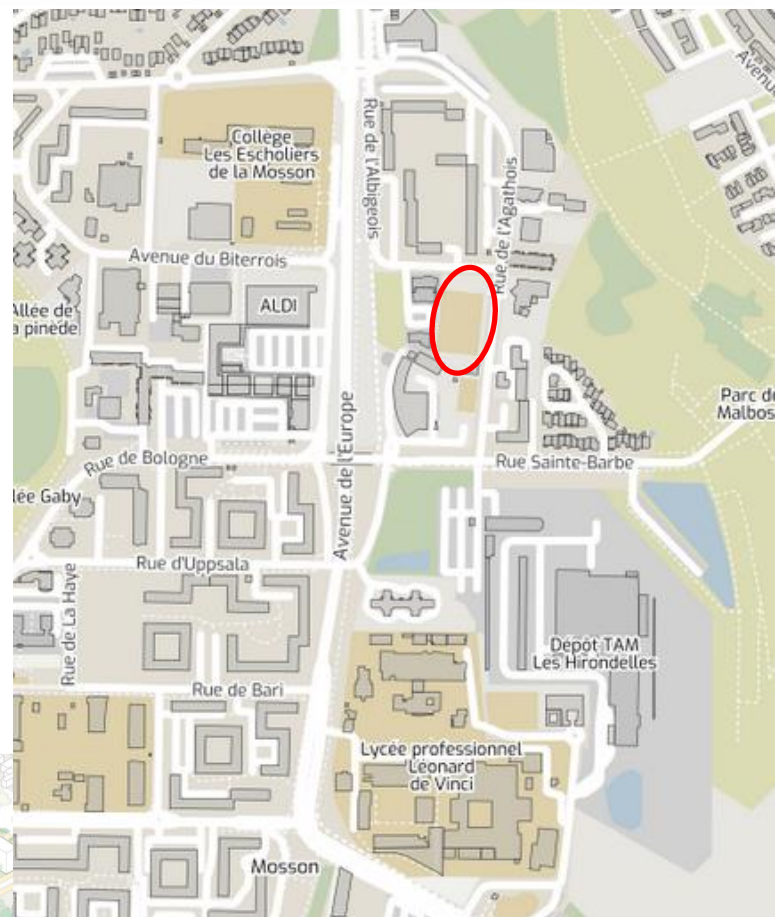 Avenue
Collège
Les Escholiers
de la Mosson
Rue de l'Albigeois
Rue de l'Agathois
Avenue du Biterrois
Allée de
a pinède
ALDI
Avenue de l'Europe
Parc de
Malbos
Rue de Bologne
Rue Sainte-Barbe
lée Gaby
Rue d'Uppsala
Rue de La Haye
Dépôt TAM
Les Hirondelles
Rue de Bari
Lycée professionnel
Léonard
de Vinci
Mosson